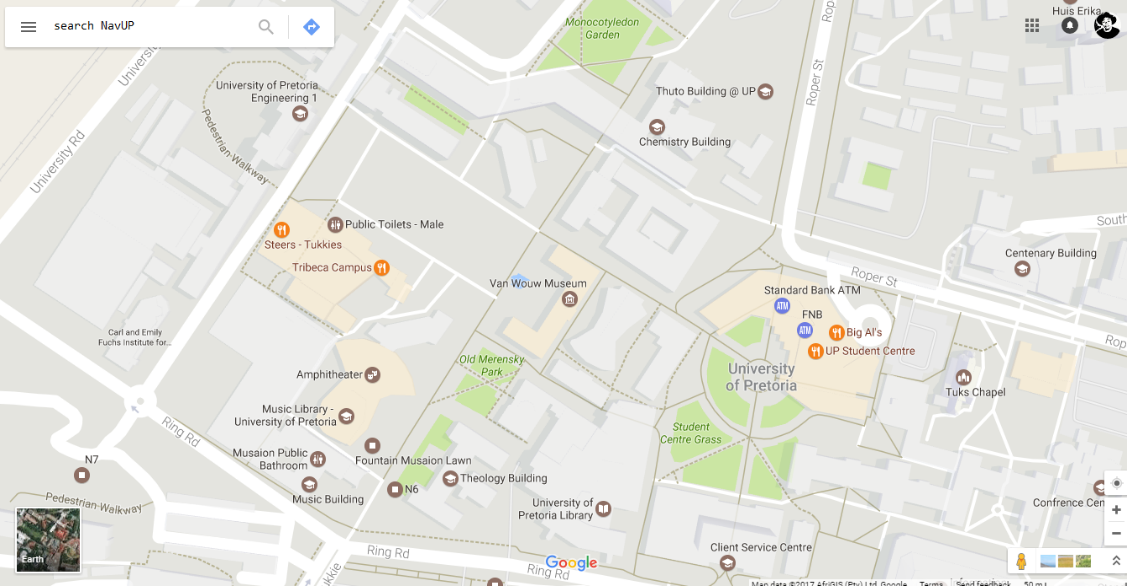 search NavUP
Huis Erika
Monocotyledon
Garden
Roper
University
Roper St
University of Pretoria
Engineering 1
Thuto Building @ UP
Pedestrian Walkway
Chemistry Building
University Rd
Public Toilets - Male
Steers - Tukkies
South
Tribeca Campus
Centenary Building
Roper St
Van Wouw Museum
Standard Bank ATM
ATM
FNB
ATM
Big Al's
Carl and Emily
Fuchs Institute for...
UP Student Centre
Roper
Old Merensky
Park
University
of Pretoria
Amphitheater
Tuks Chapel
Music Library -
University of Pretoria
Ring Rd
Student
Centre Grass
Musaion Public
Bathroom
Fountain Musaion Lawn
N7
Theology Building
N6
Music Building
Confrence Cen
Pedestrian Walkway
University of
Pretoria Library
Earth
Client Service Centre
Ring Rd
Google
Ring Rd
Map data ©2017 AfriGIS (Pty) Ltd, Google
Terms
Send feedback
50 m